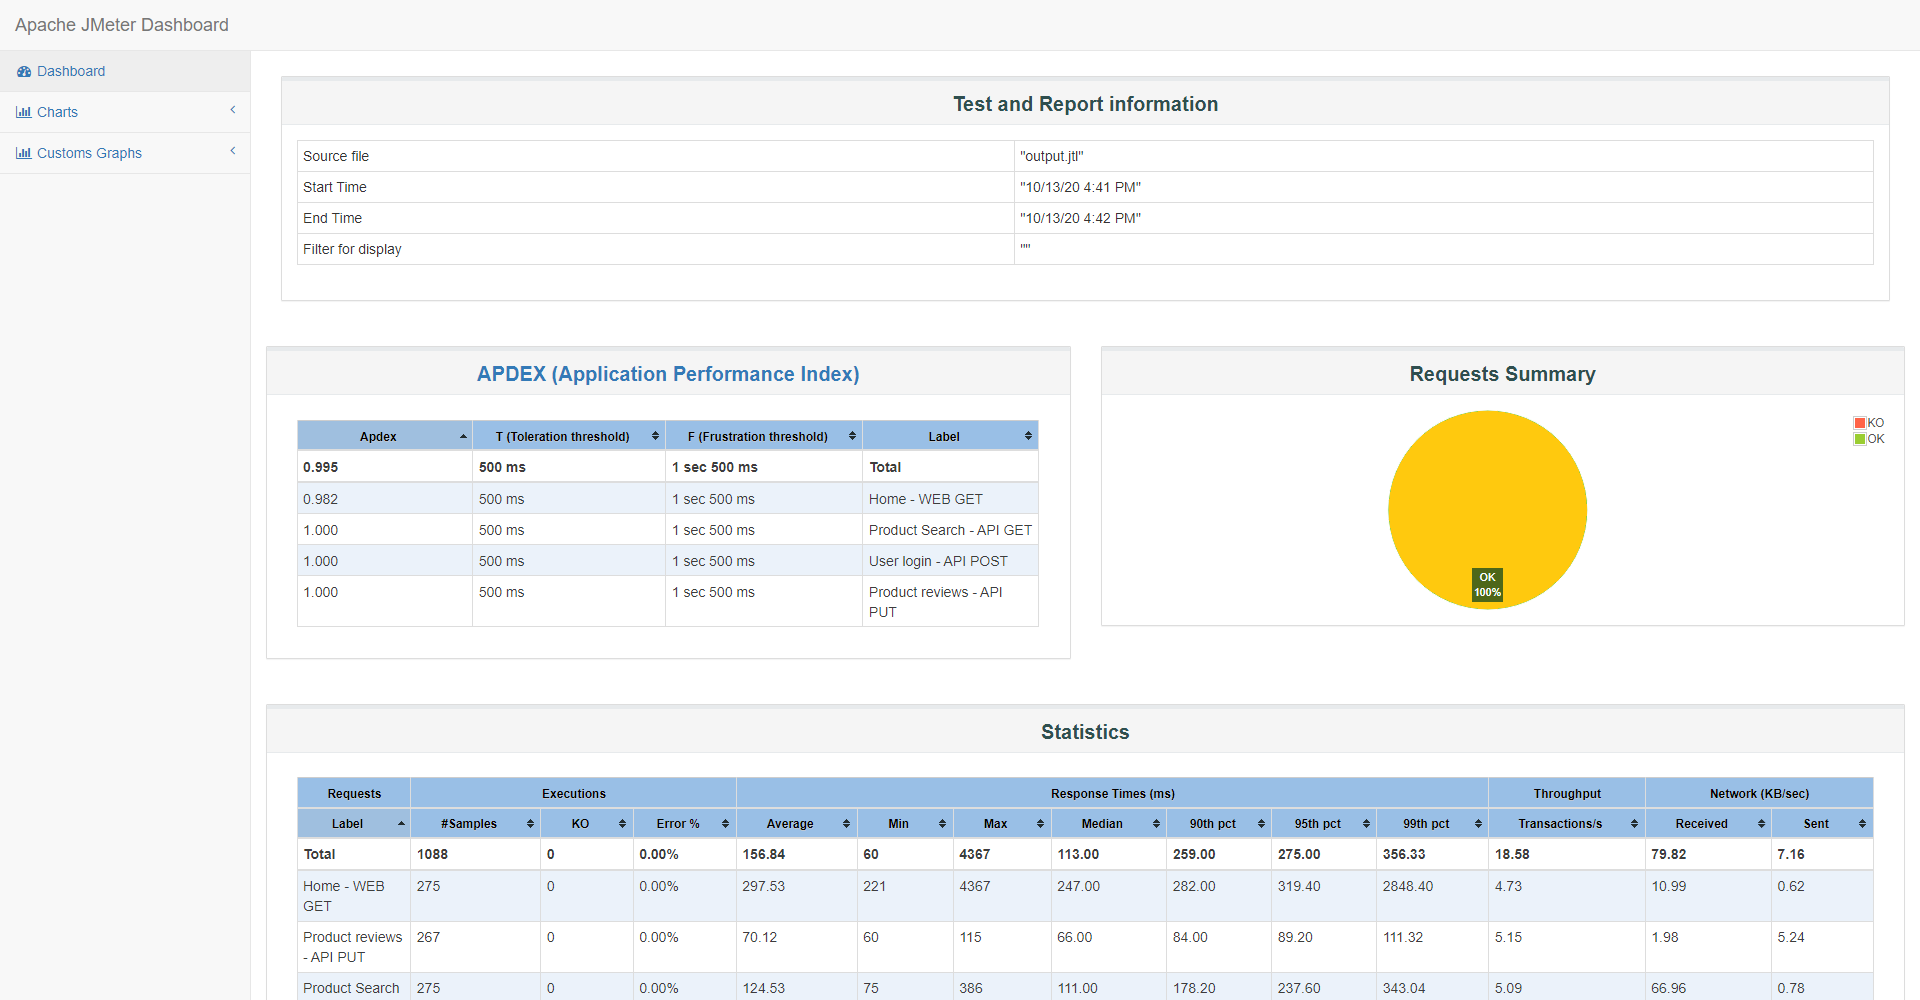 Apache JMeter Dashboard
Dashboard
Charts
Customs Graphs
Test and Report information
Source file "output.jtl"
Start Time "10/13/20 4:41 PM"
End Time "10/13/20 4:42 PM"
Filter for display ""
APDEX (Application Performance Index)
Apdex T (Toleration threshold) F (Frustration threshold) Label
0.995 500 ms 1 sec 500 ms Total
0.982 500 ms 1 sec 500 ms Home - WEB GET
1.000 500 ms 1 sec 500 ms Product Search - API GET
1.000 500 ms 1 sec 500 ms User login - API POST
1.000 500 ms 1 sec 500 ms Product reviews - API
PUT
Requests Summary
KO
OK
OK
100%
Statistics
Requests Executions Response Times (ms) Throughput Network (KB/sec)
Label #Samples KO Error % Average Min Max Median 90th pct 95th pct 99th pct Transactions/s Received Sent
Total 1088 0 0.00% 156.84 60 4367 113.00 259.00 275.00 356.33 18.58 79.82 7.16
Home - WEB 275 0 0.00% 297.53 221 4367 247.00 282.00 319.40 2848.40 4.73 10.99 0.62
GET
Product reviews 267 0 0.00% 70.12 60 115 66.00 84.00 89.20 111.32 5.15 1.98 5.24
- API PUT
Product Search 275 0 0.00% 124.53 75 386 111.00 178.20 237.60 343.04 5.09 66.96 0.78